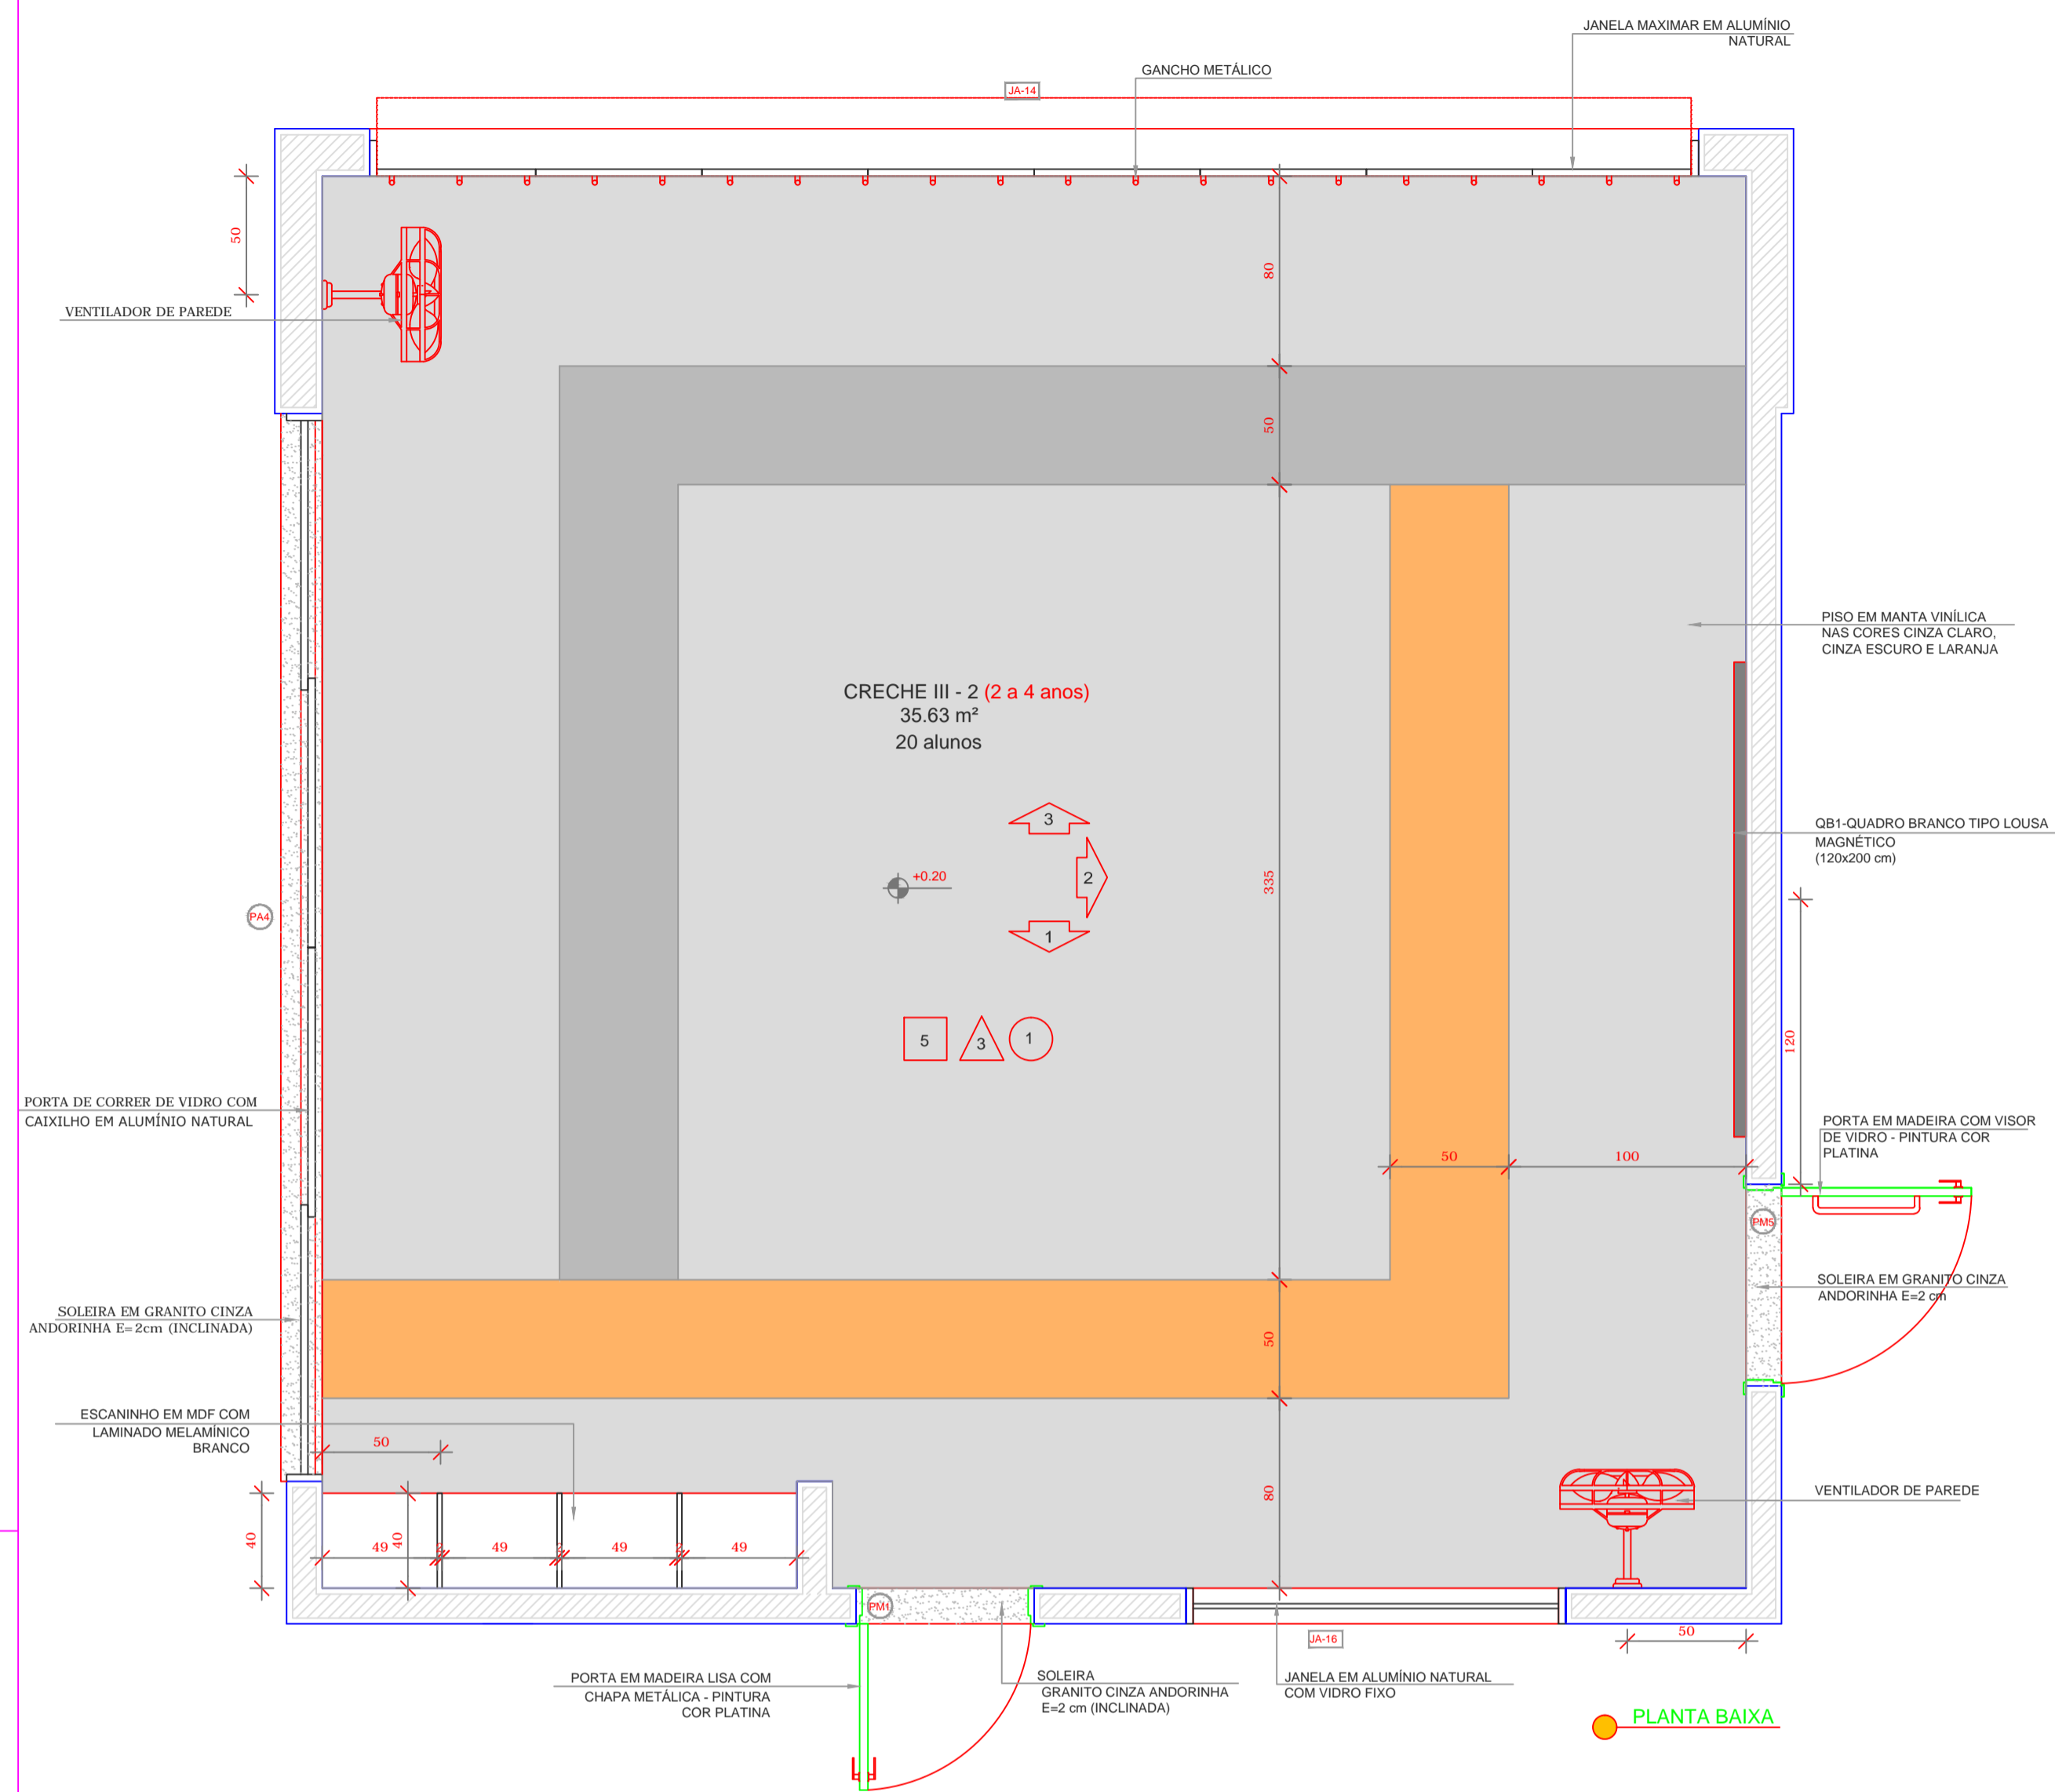 JANELA MAXIMAR EM ALUMÍNIO
NATURAL
GANCHO METÁLICO
JA-14
50
80
VENTILADOR DE PAREDE
50
PISO EM MANTA VINÍLICA
NAS CORES CINZA CLARO,
CINZA ESCURO E LARANJA
CRECHE III - 2 (2 a 4 anos)
35.63 m²
20 alunos
3
2
1
+0.20
335
QB1-QUADRO BRANCO TIPO LOUSA
MAGNÉTICO
(120x200 cm)
PA4
5
3
1
120
PORTA DE CORRER DE VIDRO COM
CAIXILHO EM ALUMÍNIO NATURAL
PORTA EM MADEIRA COM VISOR
DE VIDRO - PINTURA COR
PLATINA
50
100
PM5
SOLEIRA EM GRANITO CINZA
ANDORINHA E=2 cm
SOLEIRA EM GRANITO CINZA
ANDORINHA E=2cm (INCLINADA)
50
ESCANINHO EM MDF COM
LAMINADO MELAMÍNICO
BRANCO
50
80
VENTILADOR DE PAREDE
40
49
40
2
49
2
49
2
49
PM1
JA-16
50
PORTA EM MADEIRA LISA COM
CHAPA METÁLICA - PINTURA
COR PLATINA
SOLEIRA
GRANITO CINZA ANDORINHA
E=2 cm (INCLINADA)
JANELA EM ALUMÍNIO NATURAL
COM VIDRO FIXO
PLANTA BAIXA